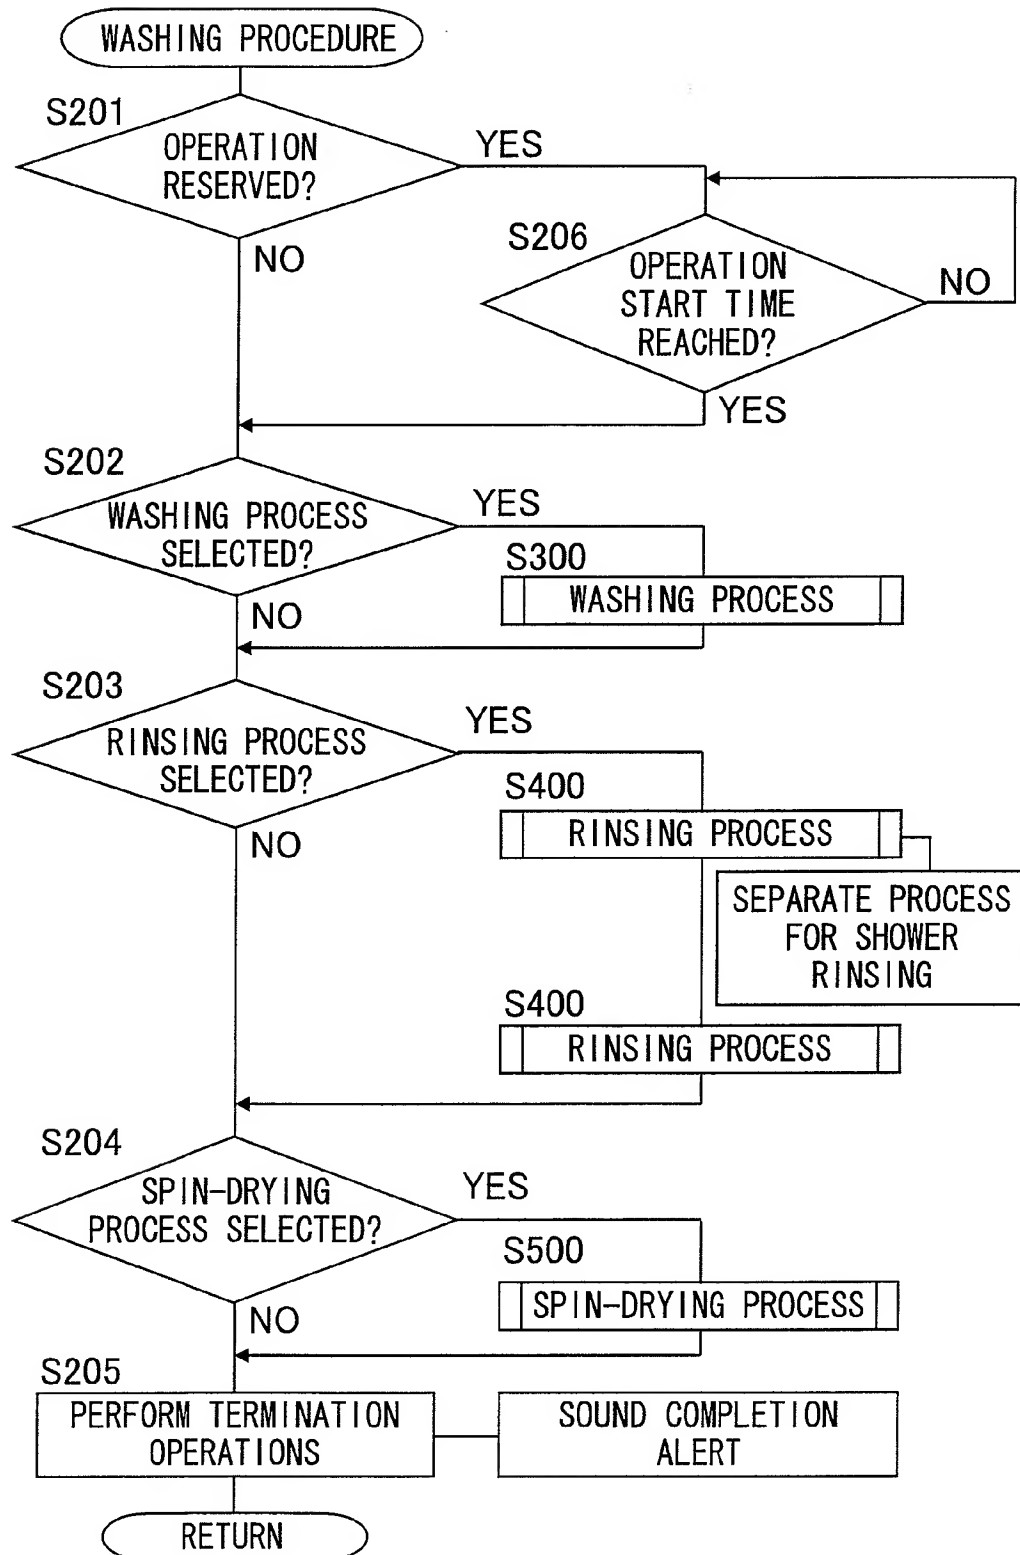 WASHING PROCEDURE
S201
OPERATION
RESERVED?
YES
NO
S206
OPERATION
START TIME
REACHED?
NO
YES
S202
WASHING PROCESS
SELECTED?
YES
NO
S300
WASHING PROCESS
S203
RINSING PROCESS
SELECTED?
YES
NO
S400
RINSING PROCESS
SEPARATE PROCESS
FOR SHOWER
RINSING
S400
RINSING PROCESS
S204
SPIN-DRYING
PROCESS SELECTED?
YES
NO
S500
SPIN-DRYING PROCESS
S205
PERFORM TERMINATION
OPERATIONS
SOUND COMPLETION
ALERT
RETURN